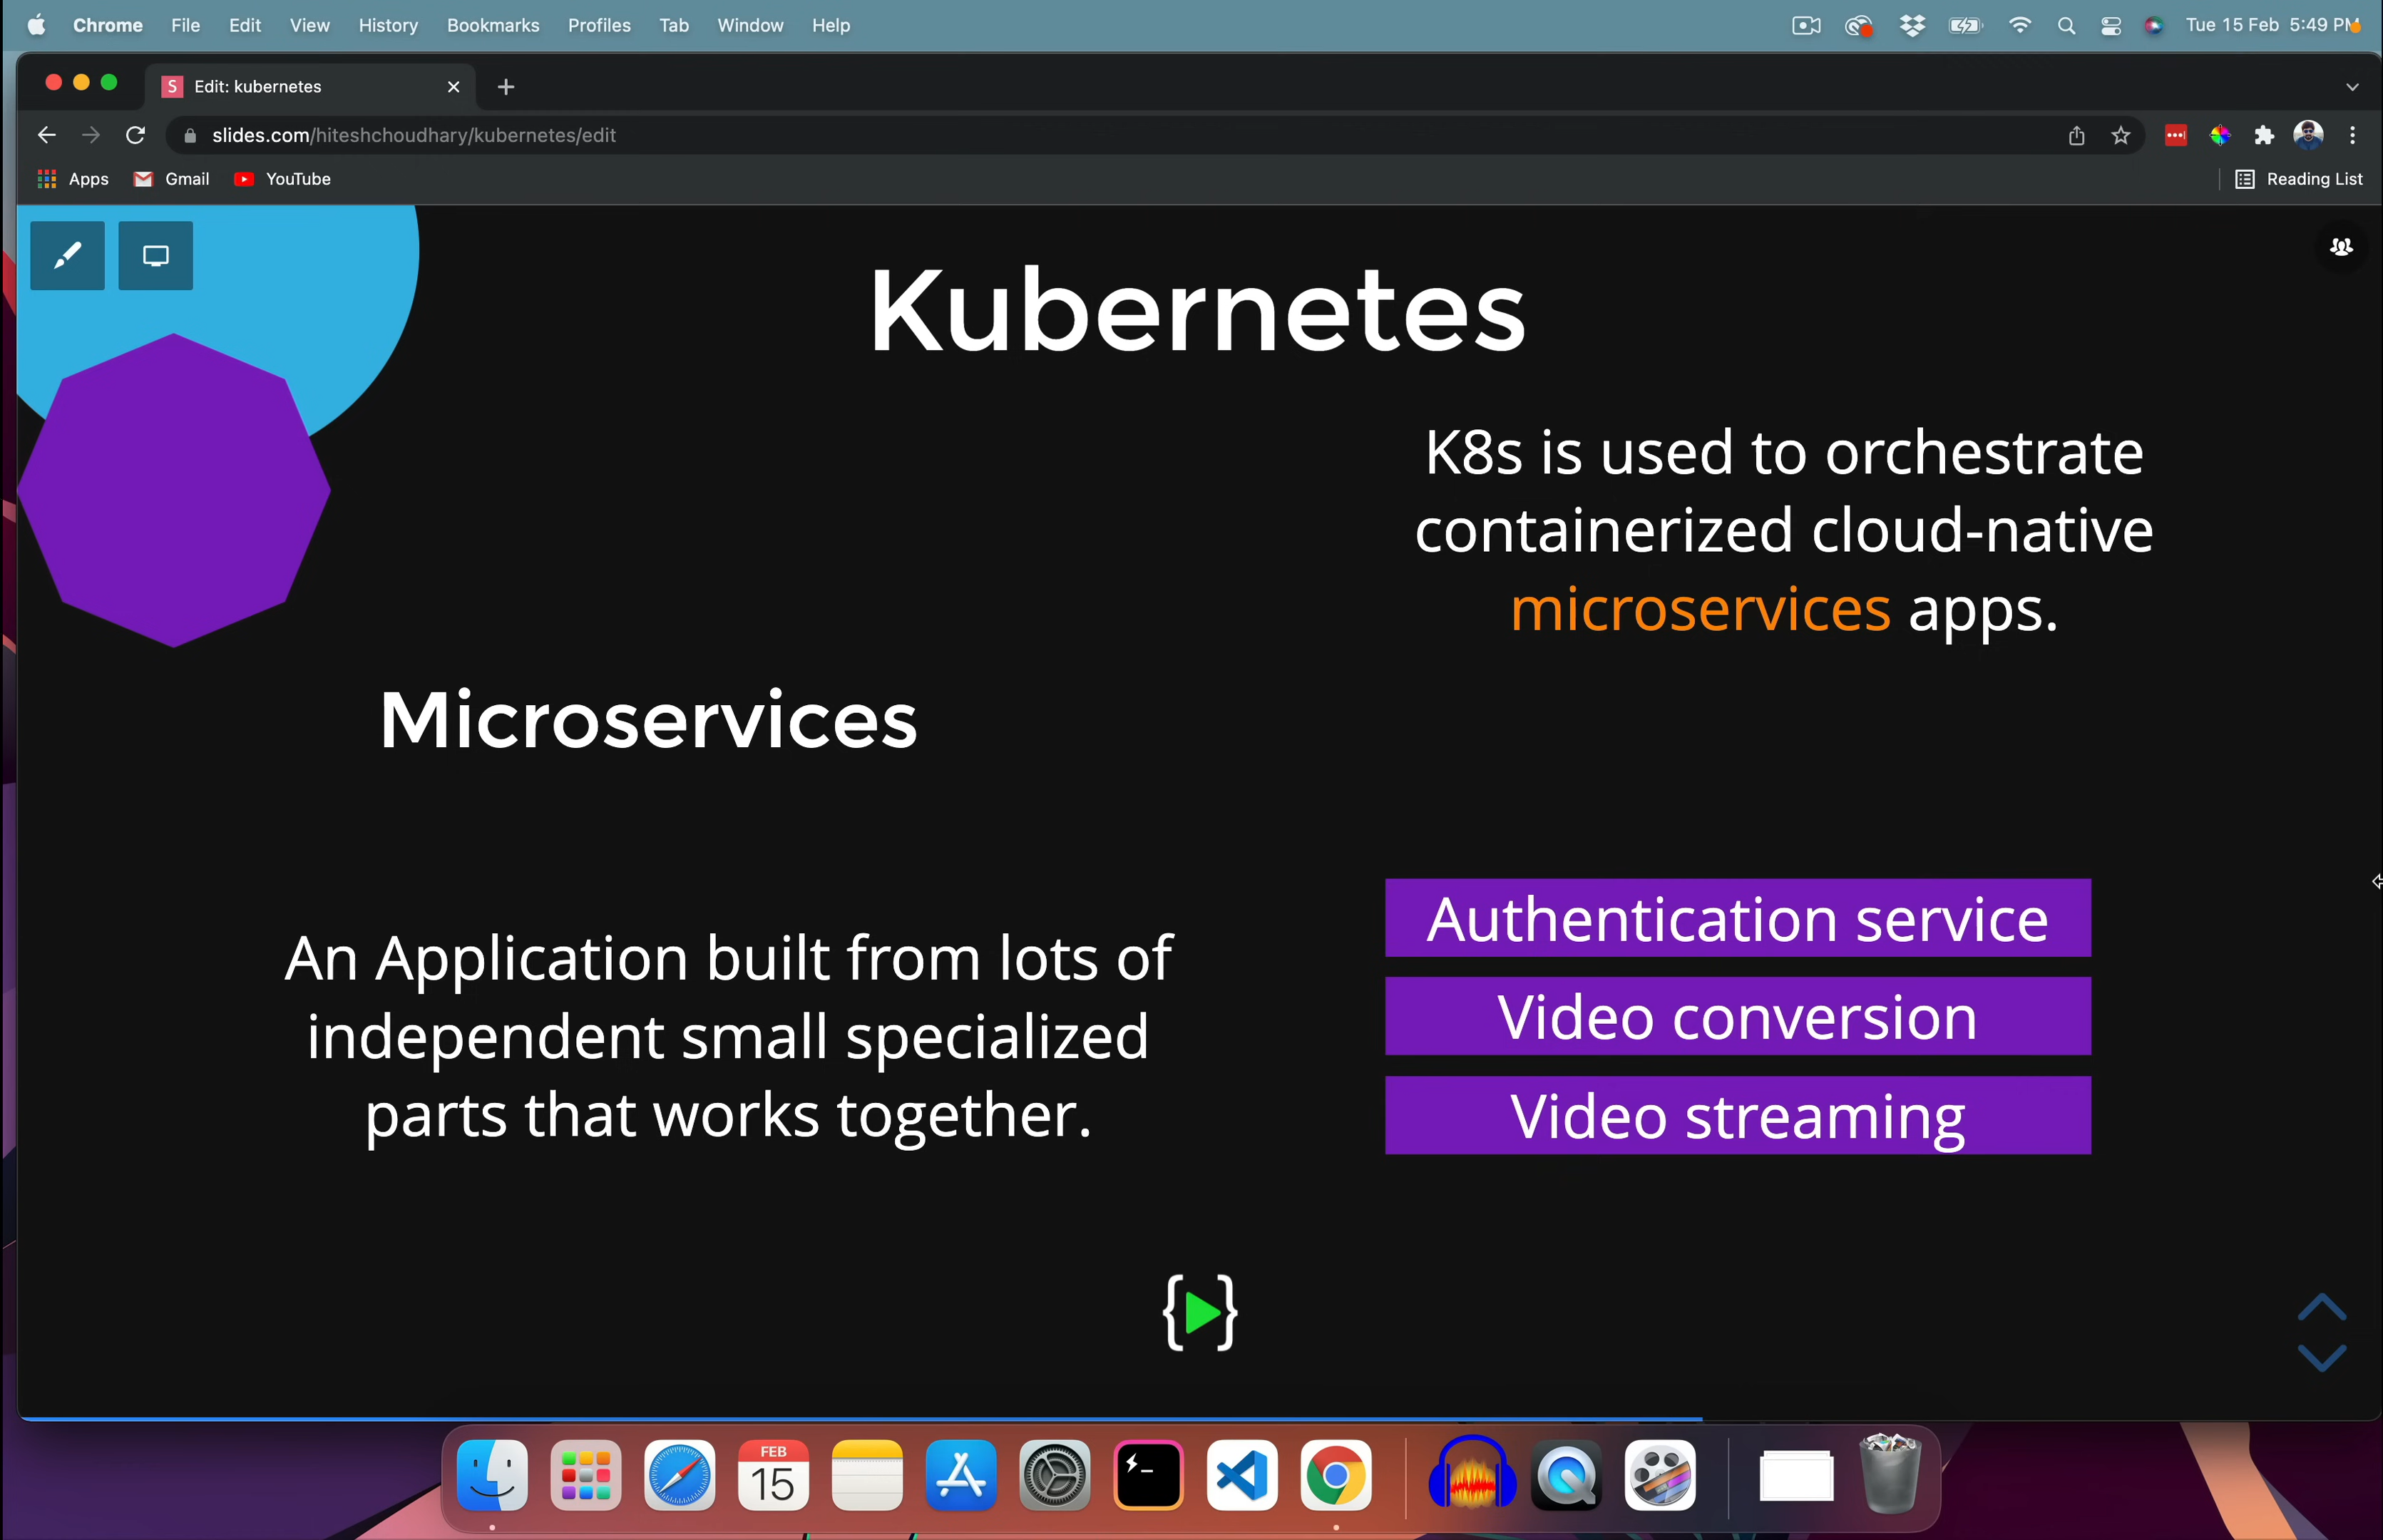 Chrome File Edit View History Bookmarks Profiles Tab Window Help Tue 15 Feb 5:49 PM
S Edit: kubernetes
slides.com/hiteshchoudhary/kubernetes/edit
Apps Gmail YouTube Reading List
Kubernetes
K8s is used to orchestrate
containerized cloud-native
microservices apps.
Microservices
An Application built from lots of
independent small specialized
parts that works together.
Authentication service
Video conversion
Video streaming
FEB
15